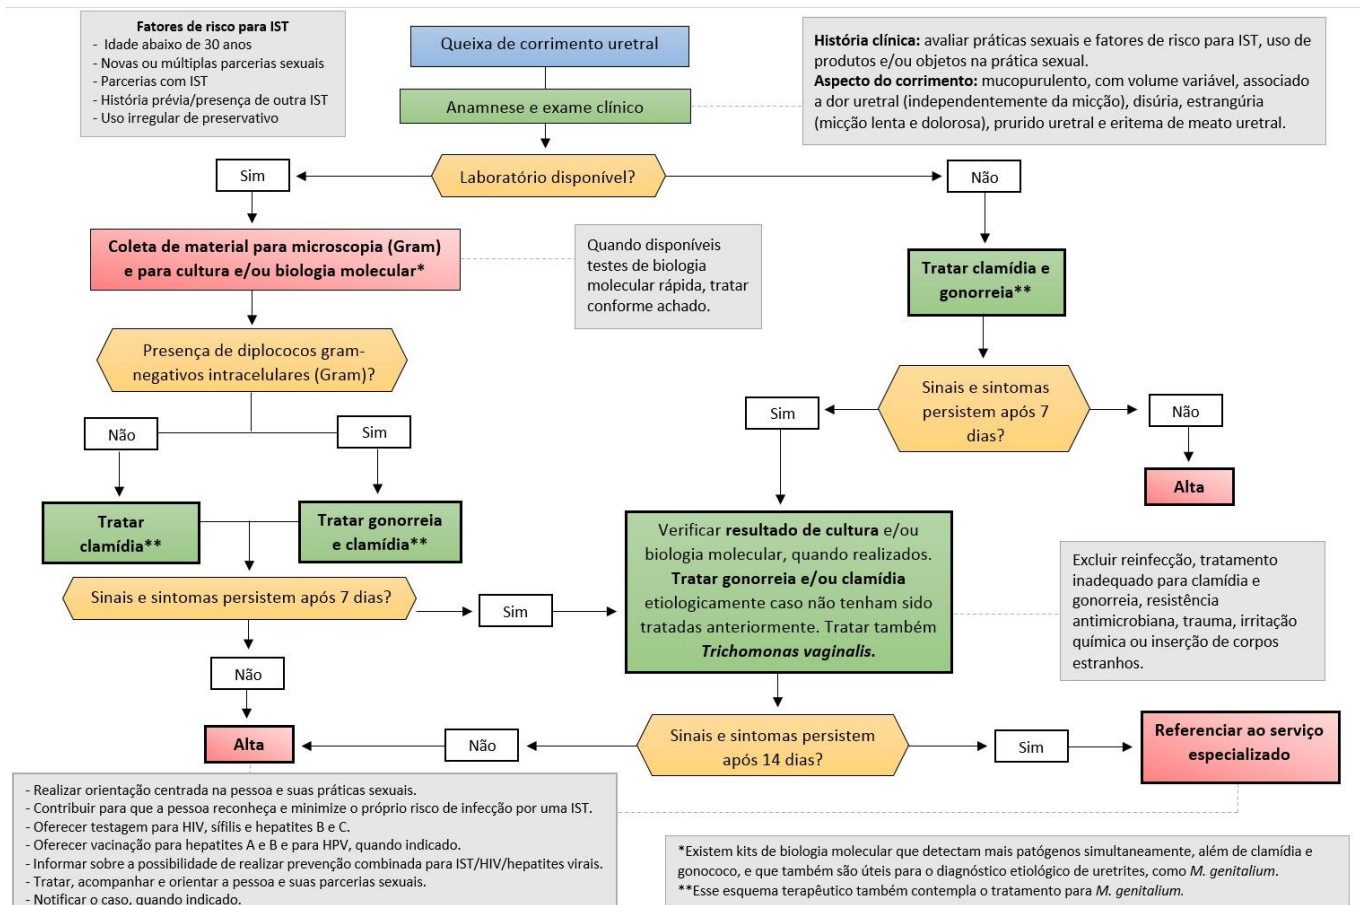 Fatores de risco para IST
- Idade abaixo de 30 anos
- Novas ou múltiplas parcerias sexuais
- Parcerias com IST
- História prévia/presença de outra IST
- Uso irregular de preservativo
Queixa de corrimento uretral
Anamnese e exame clínico
História clínica: avaliar práticas sexuais e fatores de risco para IST, uso de
produtos e/ou objetos na prática sexual.
Aspecto do corrimento: mucopurulento, com volume variável, associado
a dor uretral (independentemente da micção), disúria, estrangúria
(micção lenta e dolorosa), prurido uretral e eritema de meato uretral.
Sim
Laboratório disponível?
Não
Coleta de material para microscopia (Gram)
e para cultura e/ou biologia molecular*
Quando disponíveis
testes de biologia
molecular rápida, tratar
conforme achado.
Tratar clamídia e
gonorreia**
Presença de diplococos gram-
negativos intracelulares (Gram)?
Sinais e sintomas
persistem após 7
dias?
Sim
Não
Não
Sim
Alta
Tratar
clamídia**
Tratar gonorreia
e clamídia**
Verificar resultado de cultura e/ou
biologia molecular, quando realizados.
Tratar gonorreia e/ou clamídia
etiologicamente caso não tenham sido
tratadas anteriormente. Tratar também
Trichomonas vaginalis.
Excluir reinfecção, tratamento
inadequado para clamídia e
gonorreia, resistência
antimicrobiana, trauma, irritação
química ou inserção de corpos
estranhos.
Sinais e sintomas persistem após 7 dias?
Sim
Não
Alta
Não
Sinais e sintomas persistem
após 14 dias?
Sim
Referenciar ao serviço
especializado
- Realizar orientação centrada na pessoa e suas práticas sexuais.
- Contribuir para que a pessoa reconheça e minimize o próprio risco de infecção por uma IST.
- Oferecer testagem para HIV, sífilis e hepatites B e C.
- Oferecer vacinação para hepatites A e B e para HPV, quando indicado.
- Informar sobre a possibilidade de realizar prevenção combinada para IST/HIV/hepatites virais.
- Tratar, acompanhar e orientar a pessoa e suas parcerias sexuais.
- Notificar o caso, quando indicado.
*Existem kits de biologia molecular que detectam mais patógenos simultaneamente, além de clamídia e
gonococo, e que também são úteis para o diagnóstico etiológico de uretrites, como M. genitalium.
**Esse esquema terapêutico também contempla o tratamento para M. genitalium.